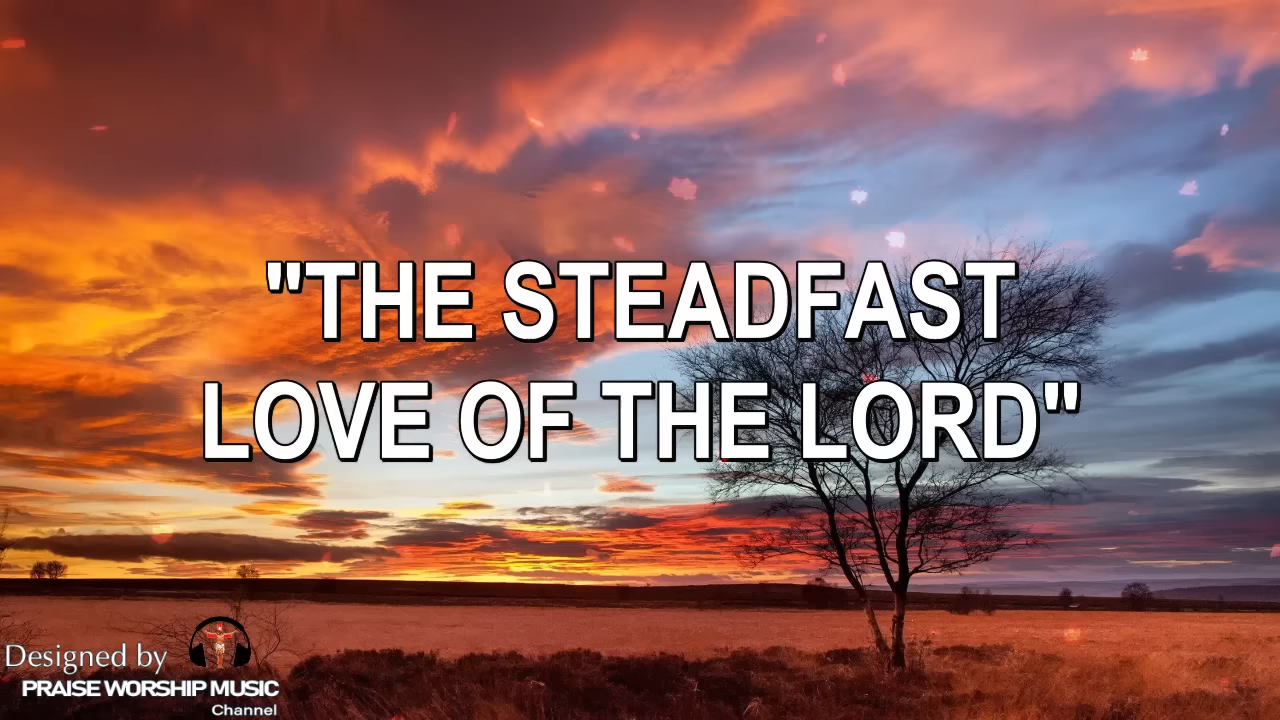 "THE STEADFAST
LOVE OF THE LORD"
Designed by
PRAISE WORSHIP MUSIC
Channel